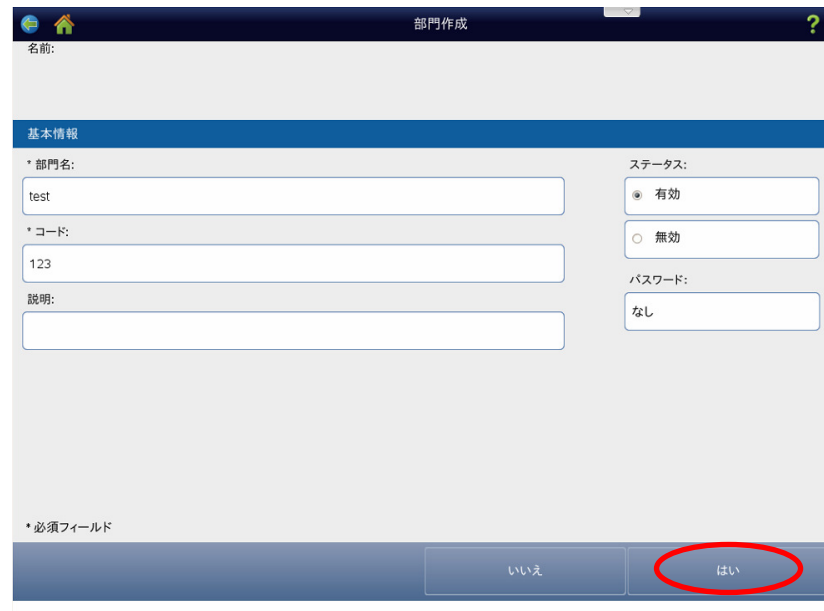 部門作成
?
名前:
基本情報
* 部門名:
ステータス:
test
有効
* コード:
無効
123
パスワード:
説明:
なし
* 必須フィールド
いいえ
はい